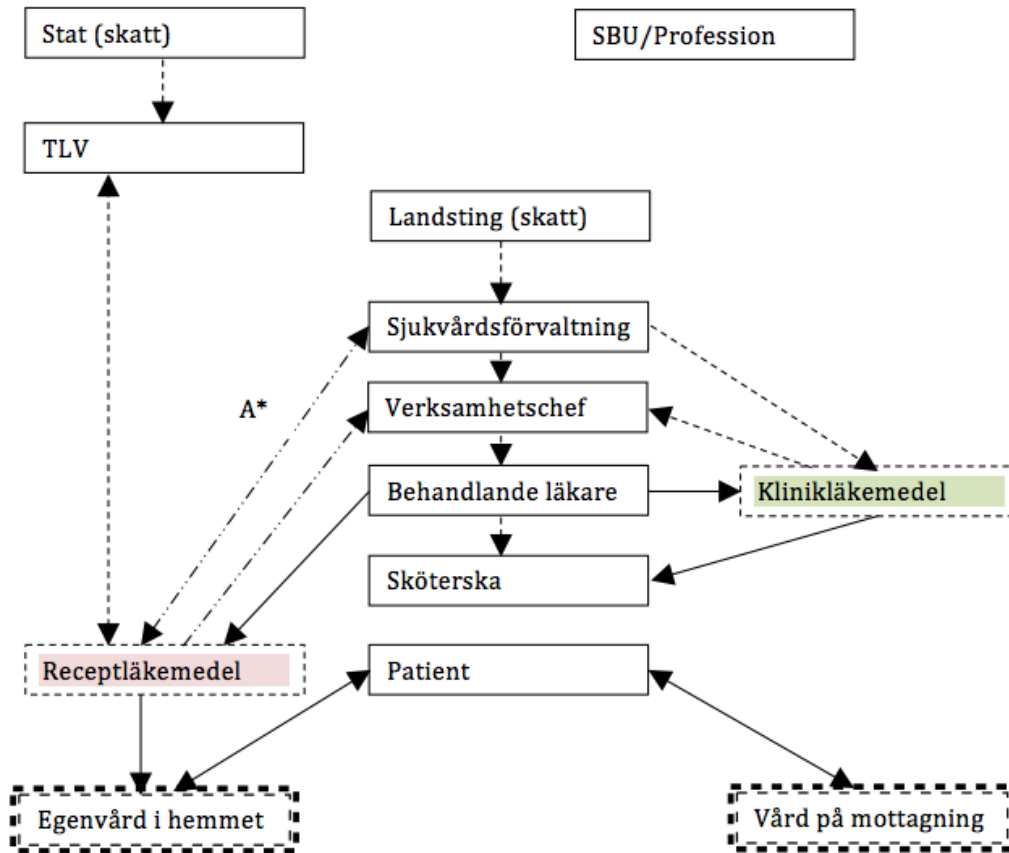 Stat (skatt)
SBU/Profession
TLV
Landsting (skatt)
Sjukvårdsförvaltning
A*
Verksamhetschef
Behandlande läkare
Klinikläkemedel
Sköterska
Receptläkemedel
Patient
Egenvård i hemmet
Vård på mottagning